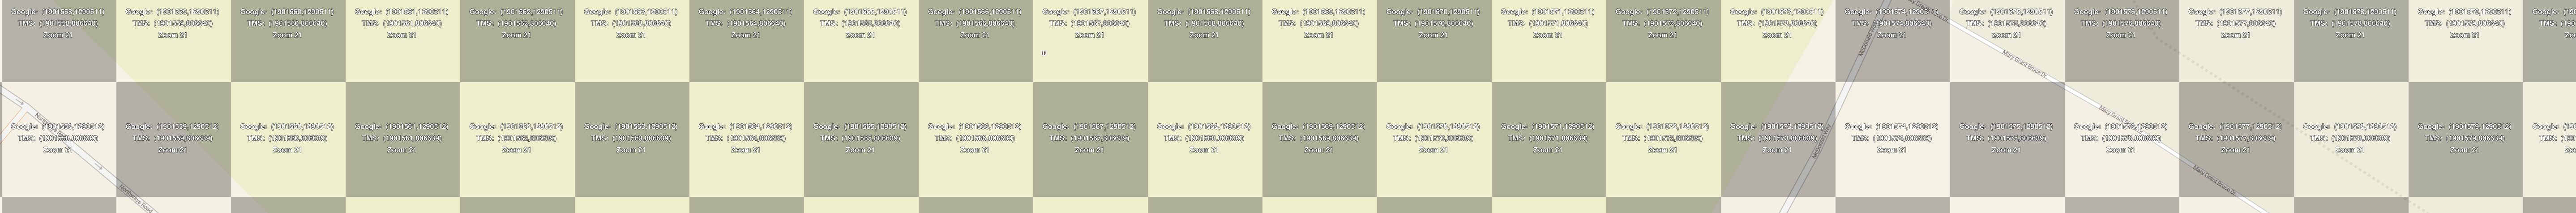 Google: (1901558,1290511) Google: (1901559,1290511) Google: (1901560,1290511) Google: (1901561,1290511) Google: (1901562,1290511) Google: (1901563,1290511) Google: (1901564,1290511) Google: (1901565,1290511) Google: (1901566,1290511) Google: (1901567,1290511) Google: (1901568,1290511) Google: (1901569,1290511) Google: (1901570,1290511) Google: (1901571,1290511) Google: (1901572,1290511) Google: (1901573,1290511) Google: (1901574,1290511) Google: (1901575,1290511) Google: (1901576,1290511) Google: (1901577,1290511) Google: (1901578,1290511) Google: (1901579,1290511) Google:
TMS: (1901558,806640) TMS: (1901559,806640) TMS: (1901560,806640) TMS: (1901561,806640) TMS: (1901562,806640) TMS: (1901563,806640) TMS: (1901564,806640) TMS: (1901565,806640) TMS: (1901566,806640) TMS: (1901567,806640) TMS: (1901568,806640) TMS: (1901569,806640) TMS: (1901570,806640) TMS: (1901571,806640) TMS: (1901572,806640) TMS: (1901573,806640) TMS: (1901574,806640) TMS: (1901575,806640) TMS: (1901576,806640) TMS: (1901577,806640) TMS: (1901578,806640) TMS: (1901579,806640) TMS:
Zoom 21 Zoom 21 Zoom 21 Zoom 21 Zoom 21 Zoom 21 Zoom 21 Zoom 21 Zoom 21 Zoom 21 Zoom 21 Zoom 21 Zoom 21 Zoom 21 Zoom 21 Zoom 21 Zoom 21 Zoom 21 Zoom 21 Zoom 21 Zoom 21 Zoom 21
Mary Grant Bruce Dr
Mary Grant Bruce Dr
Google: (1901558,1290512) Google: (1901559,1290512) Google: (1901560,1290512) Google: (1901561,1290512) Google: (1901562,1290512) Google: (1901563,1290512) Google: (1901564,1290512) Google: (1901565,1290512) Google: (1901566,1290512) Google: (1901567,1290512) Google: (1901568,1290512) Google: (1901569,1290512) Google: (1901570,1290512) Google: (1901571,1290512) Google: (1901572,1290512) Google: (1901573,1290512) Google: (1901574,1290512) Google: (1901575,1290512) Google: (1901576,1290512) Google: (1901577,1290512) Google: (1901578,1290512) Google: (1901579,1290512) Google:
TMS: (1901558,806639) TMS: (1901559,806639) TMS: (1901560,806639) TMS: (1901561,806639) TMS: (1901562,806639) TMS: (1901563,806639) TMS: (1901564,806639) TMS: (1901565,806639) TMS: (1901566,806639) TMS: (1901567,806639) TMS: (1901568,806639) TMS: (1901569,806639) TMS: (1901570,806639) TMS: (1901571,806639) TMS: (1901572,806639) TMS: (1901573,806639) TMS: (1901574,806639) TMS: (1901575,806639) TMS: (1901576,806639) TMS: (1901577,806639) TMS: (1901578,806639) TMS: (1901579,806639) TMS:
Zoom 21 Zoom 21 Zoom 21 Zoom 21 Zoom 21 Zoom 21 Zoom 21 Zoom 21 Zoom 21 Zoom 21 Zoom 21 Zoom 21 Zoom 21 Zoom 21 Zoom 21 Zoom 21 Zoom 21 Zoom 21 Zoom 21 Zoom 21 Zoom 21 Zoom 21
Mary Grant Bruce Dr
Northways Road